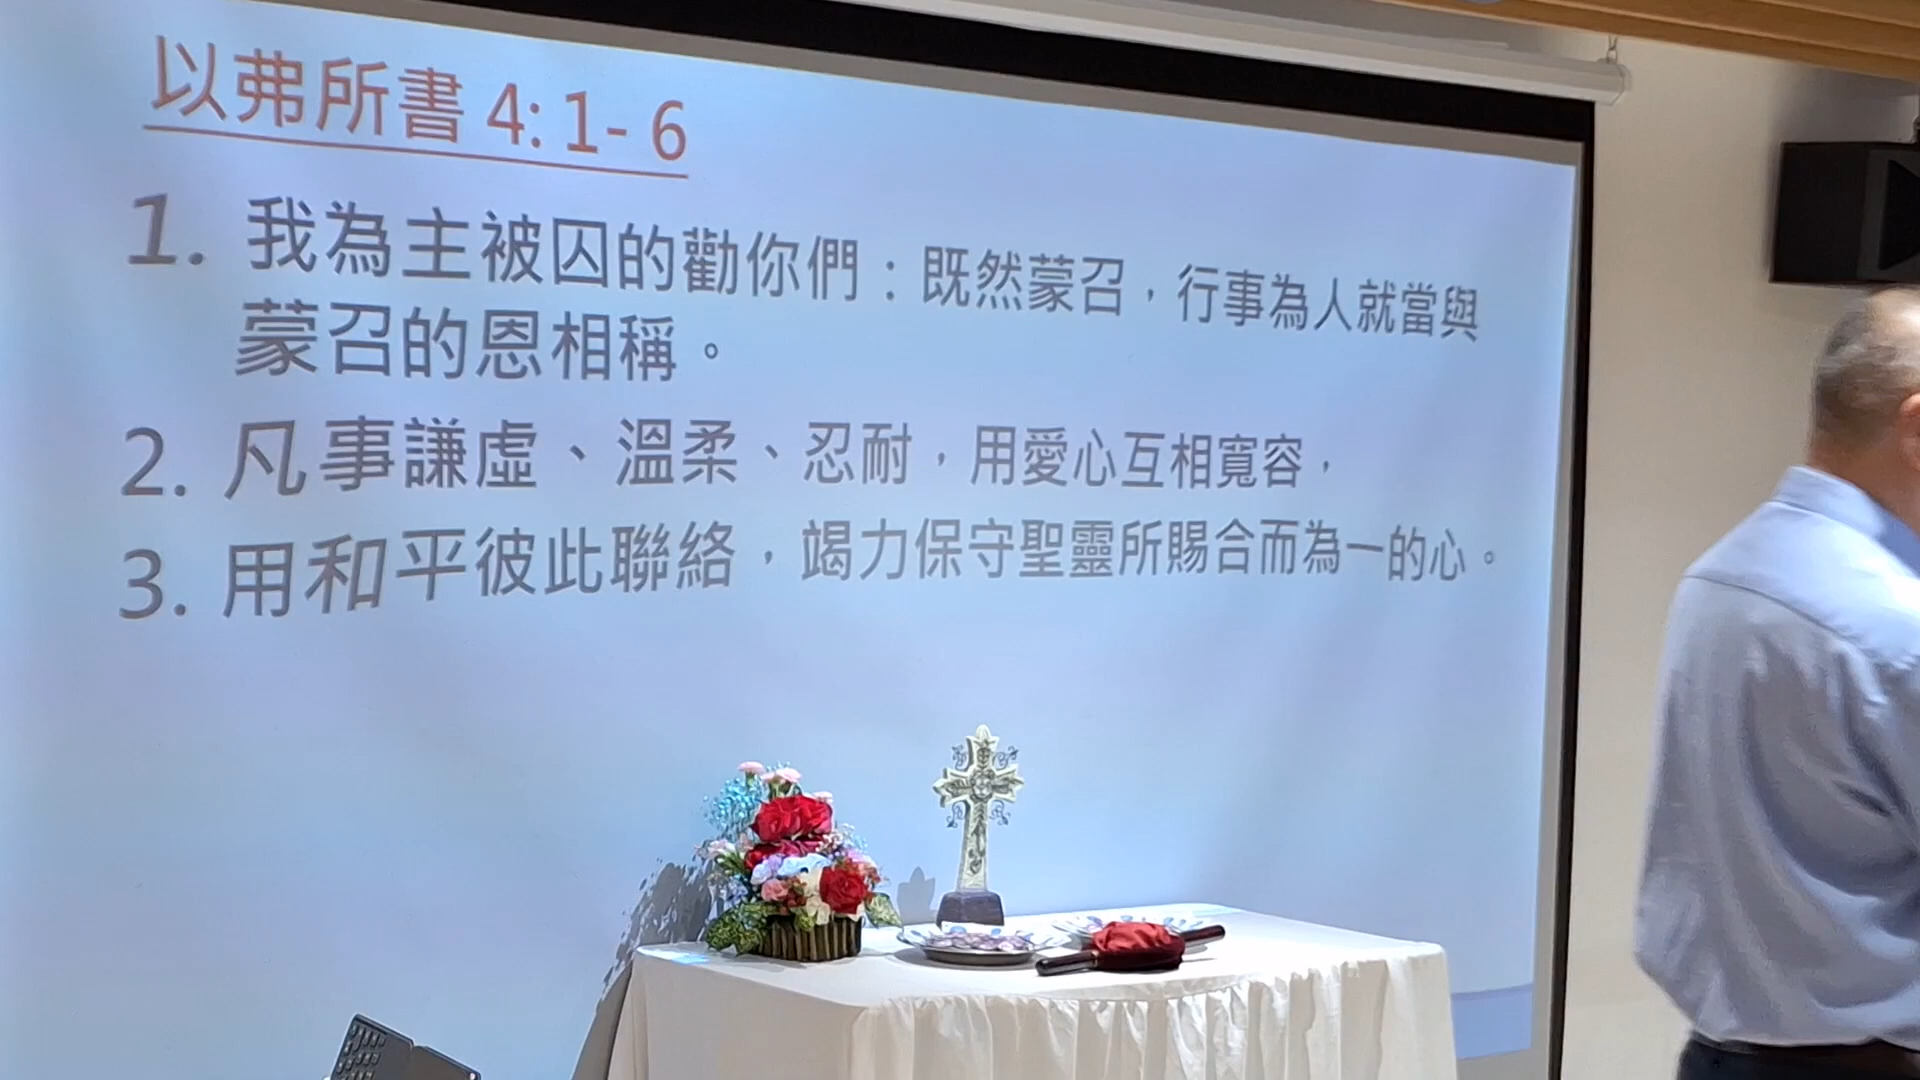 以弗所書 4: 1- 6
1. 我為主被囚的勸你們：既然蒙召，行事為人就當與
蒙召的恩相稱。
2. 凡事謙虛、溫柔、忍耐，用愛心互相寬容，
3. 用和平彼此聯絡，竭力保守聖靈所賜合而為一的心。